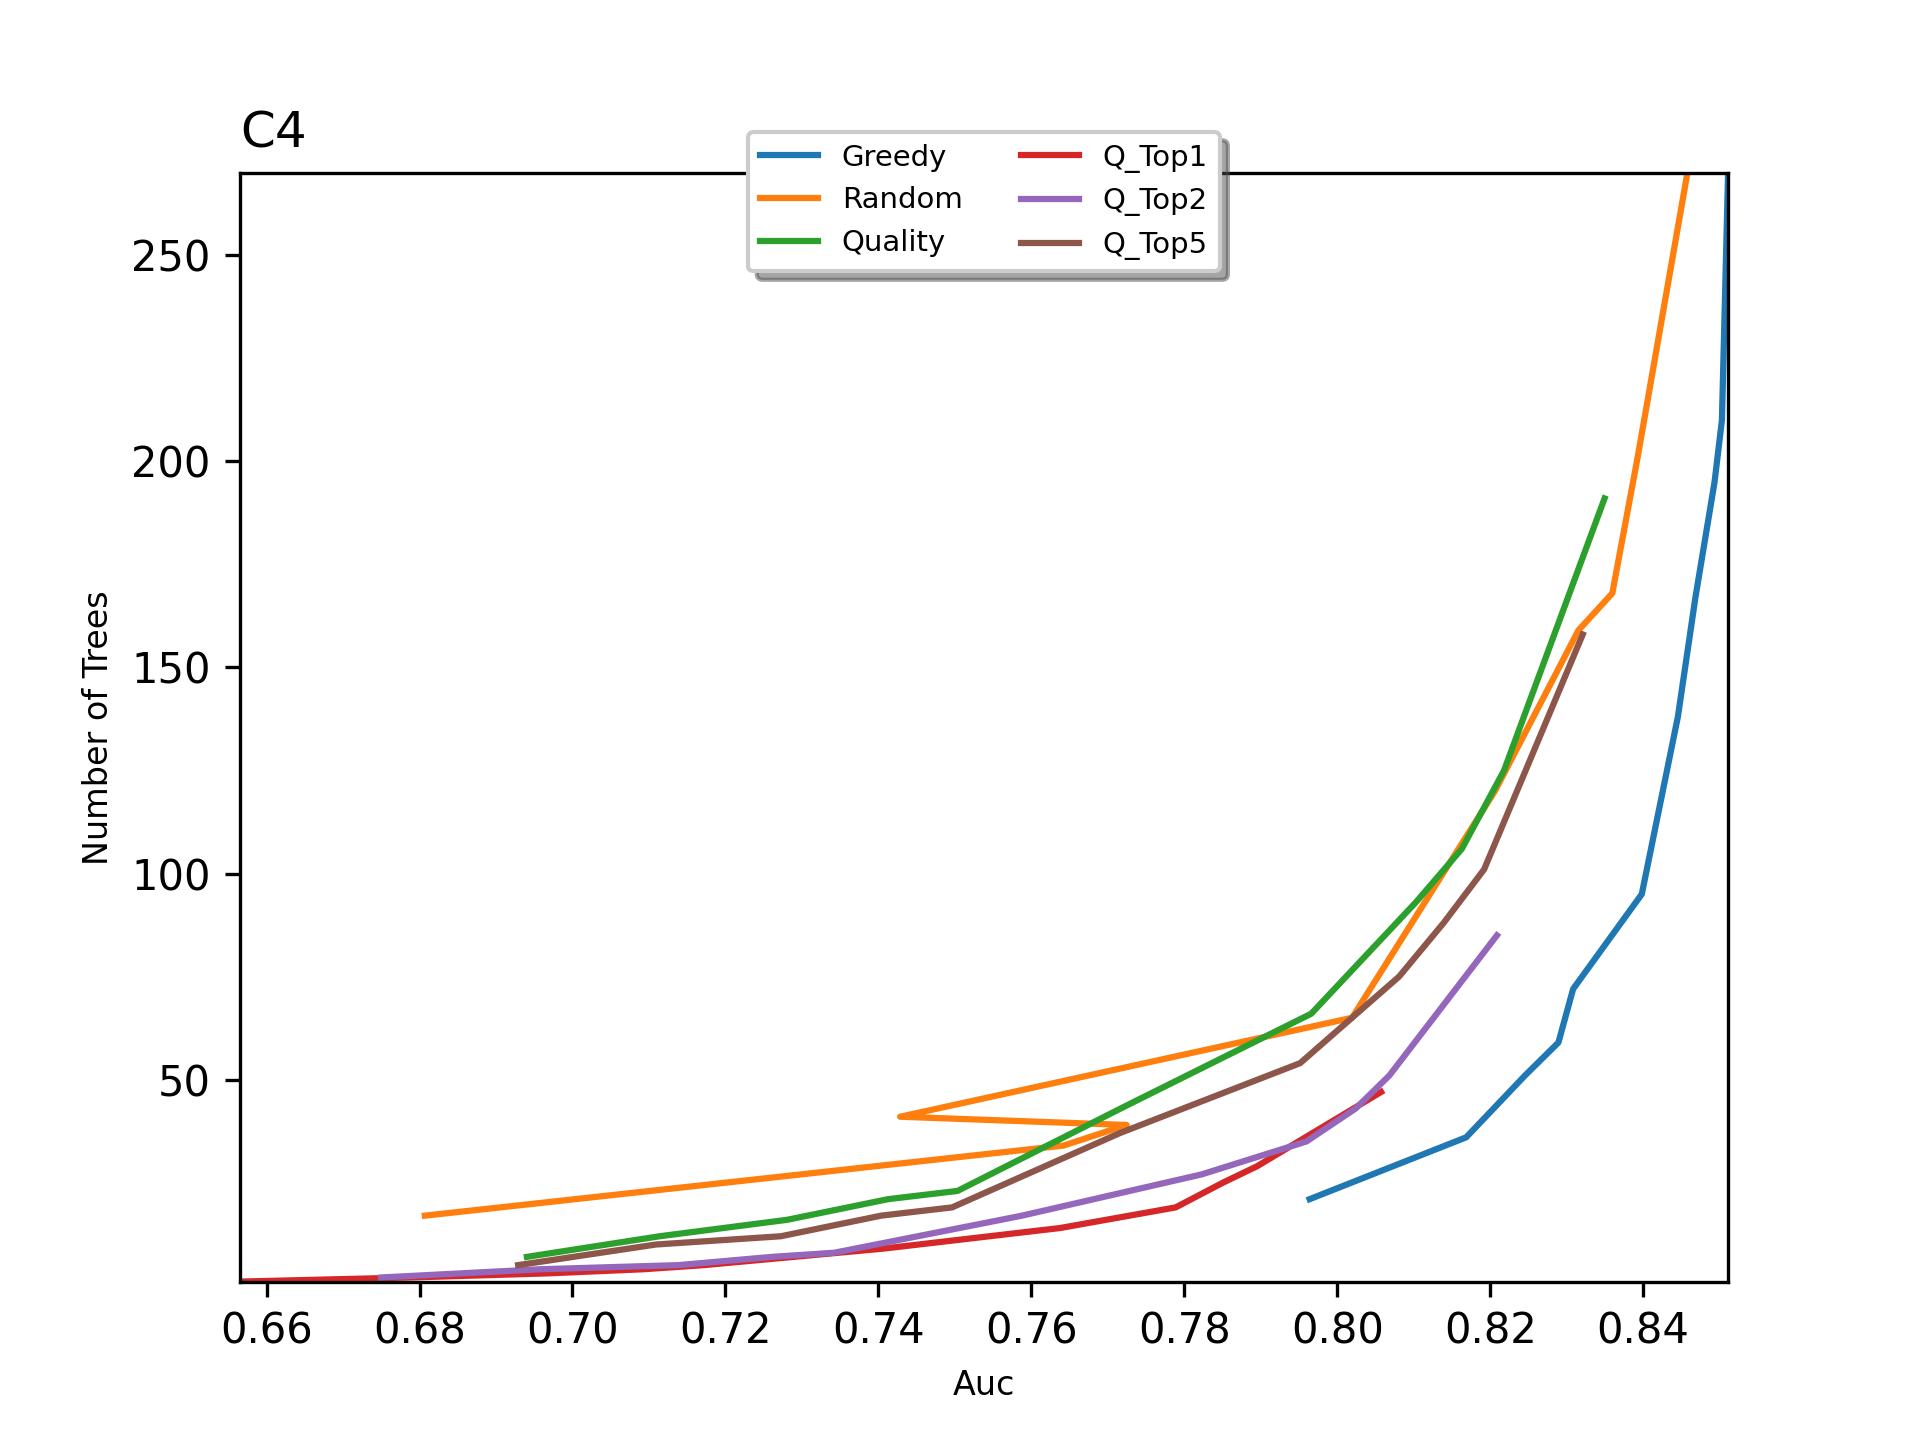 C4
Greedy
Random
Quality
Q_Top1
Q_Top2
Q_Top5
250
200
150
100
50
Number of Trees
0.66 0.68 0.70 0.72 0.74 0.76 0.78 0.80 0.82 0.84
Auc